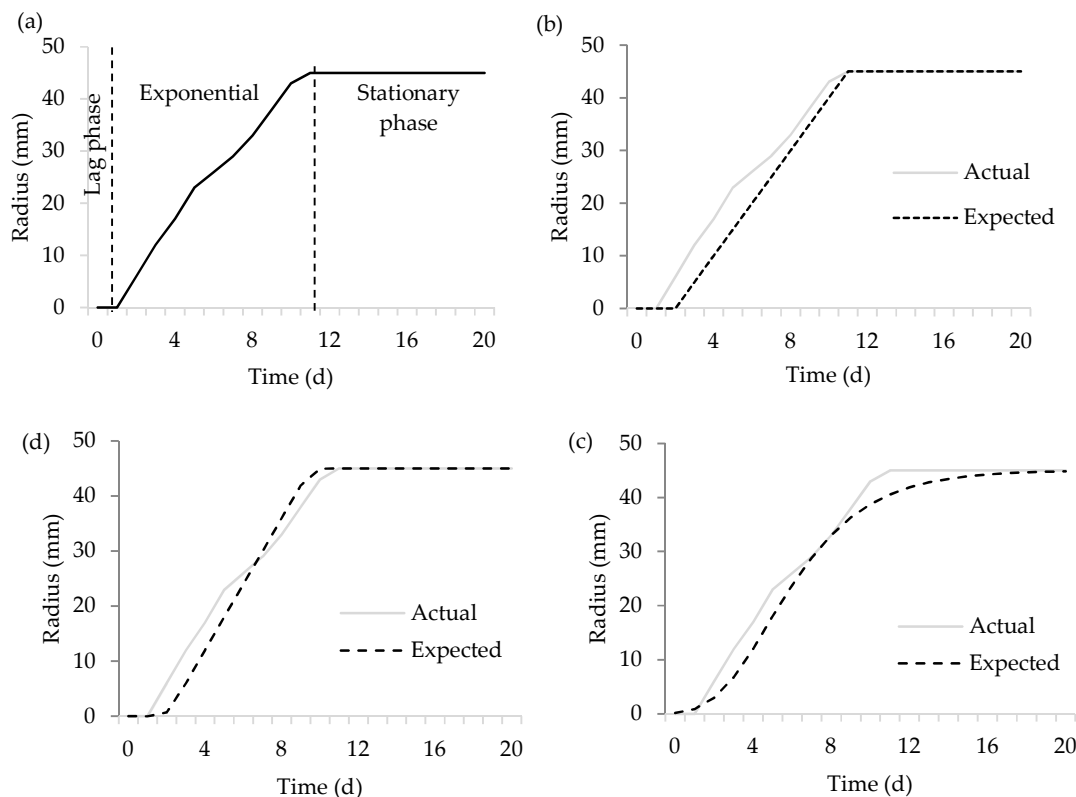 (a)
50
40
30
20
10
0
Radius (mm)
Lag phase
Exponential
Stationary
phase
0 4 8 12 16 20
Time (d)
(b)
50
40
30
20
10
0
Radius (mm)
Actual
Expected
0 4 8 12 16 20
Time (d)
(d)
50
40
30
20
10
0
Radius (mm)
Actual
Expected
0 4 8 12 16 20
Time (d)
(c)
50
40
30
20
10
0
Radius (mm)
Actual
Expected
0 4 8 12 16 20
Time (d)